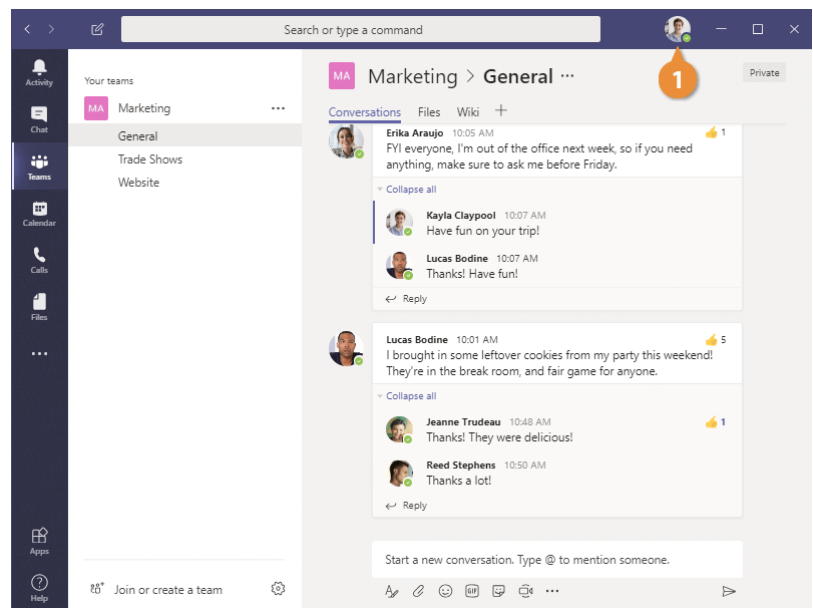 Search or type a command
1
Activity
Chat
Teams
Calendar
Calls
Files
Apps
Help
Your teams
MA Marketing
General
Trade Shows
Website
Join or create a team
MA Marketing > General
Private
Conversations Files Wiki
Erika Araujo 10:05 AM 1
FYI everyone, I'm out of the office next week, so if you need
anything, make sure to ask me before Friday.
Collapse all
Kayla Claypool 10:07 AM
Have fun on your trip!
Lucas Bodine 10:07 AM
Thanks! Have fun!
Reply
Lucas Bodine 10:01 AM 5
I brought in some leftover cookies from my party this weekend!
They're in the break room, and fair game for anyone.
Collapse all
Jeanne Trudeau 10:48 AM 1
Thanks! They were delicious!
Reed Stephens 10:50 AM
Thanks a lot!
Reply
Start a new conversation. Type @ to mention someone.
GIF